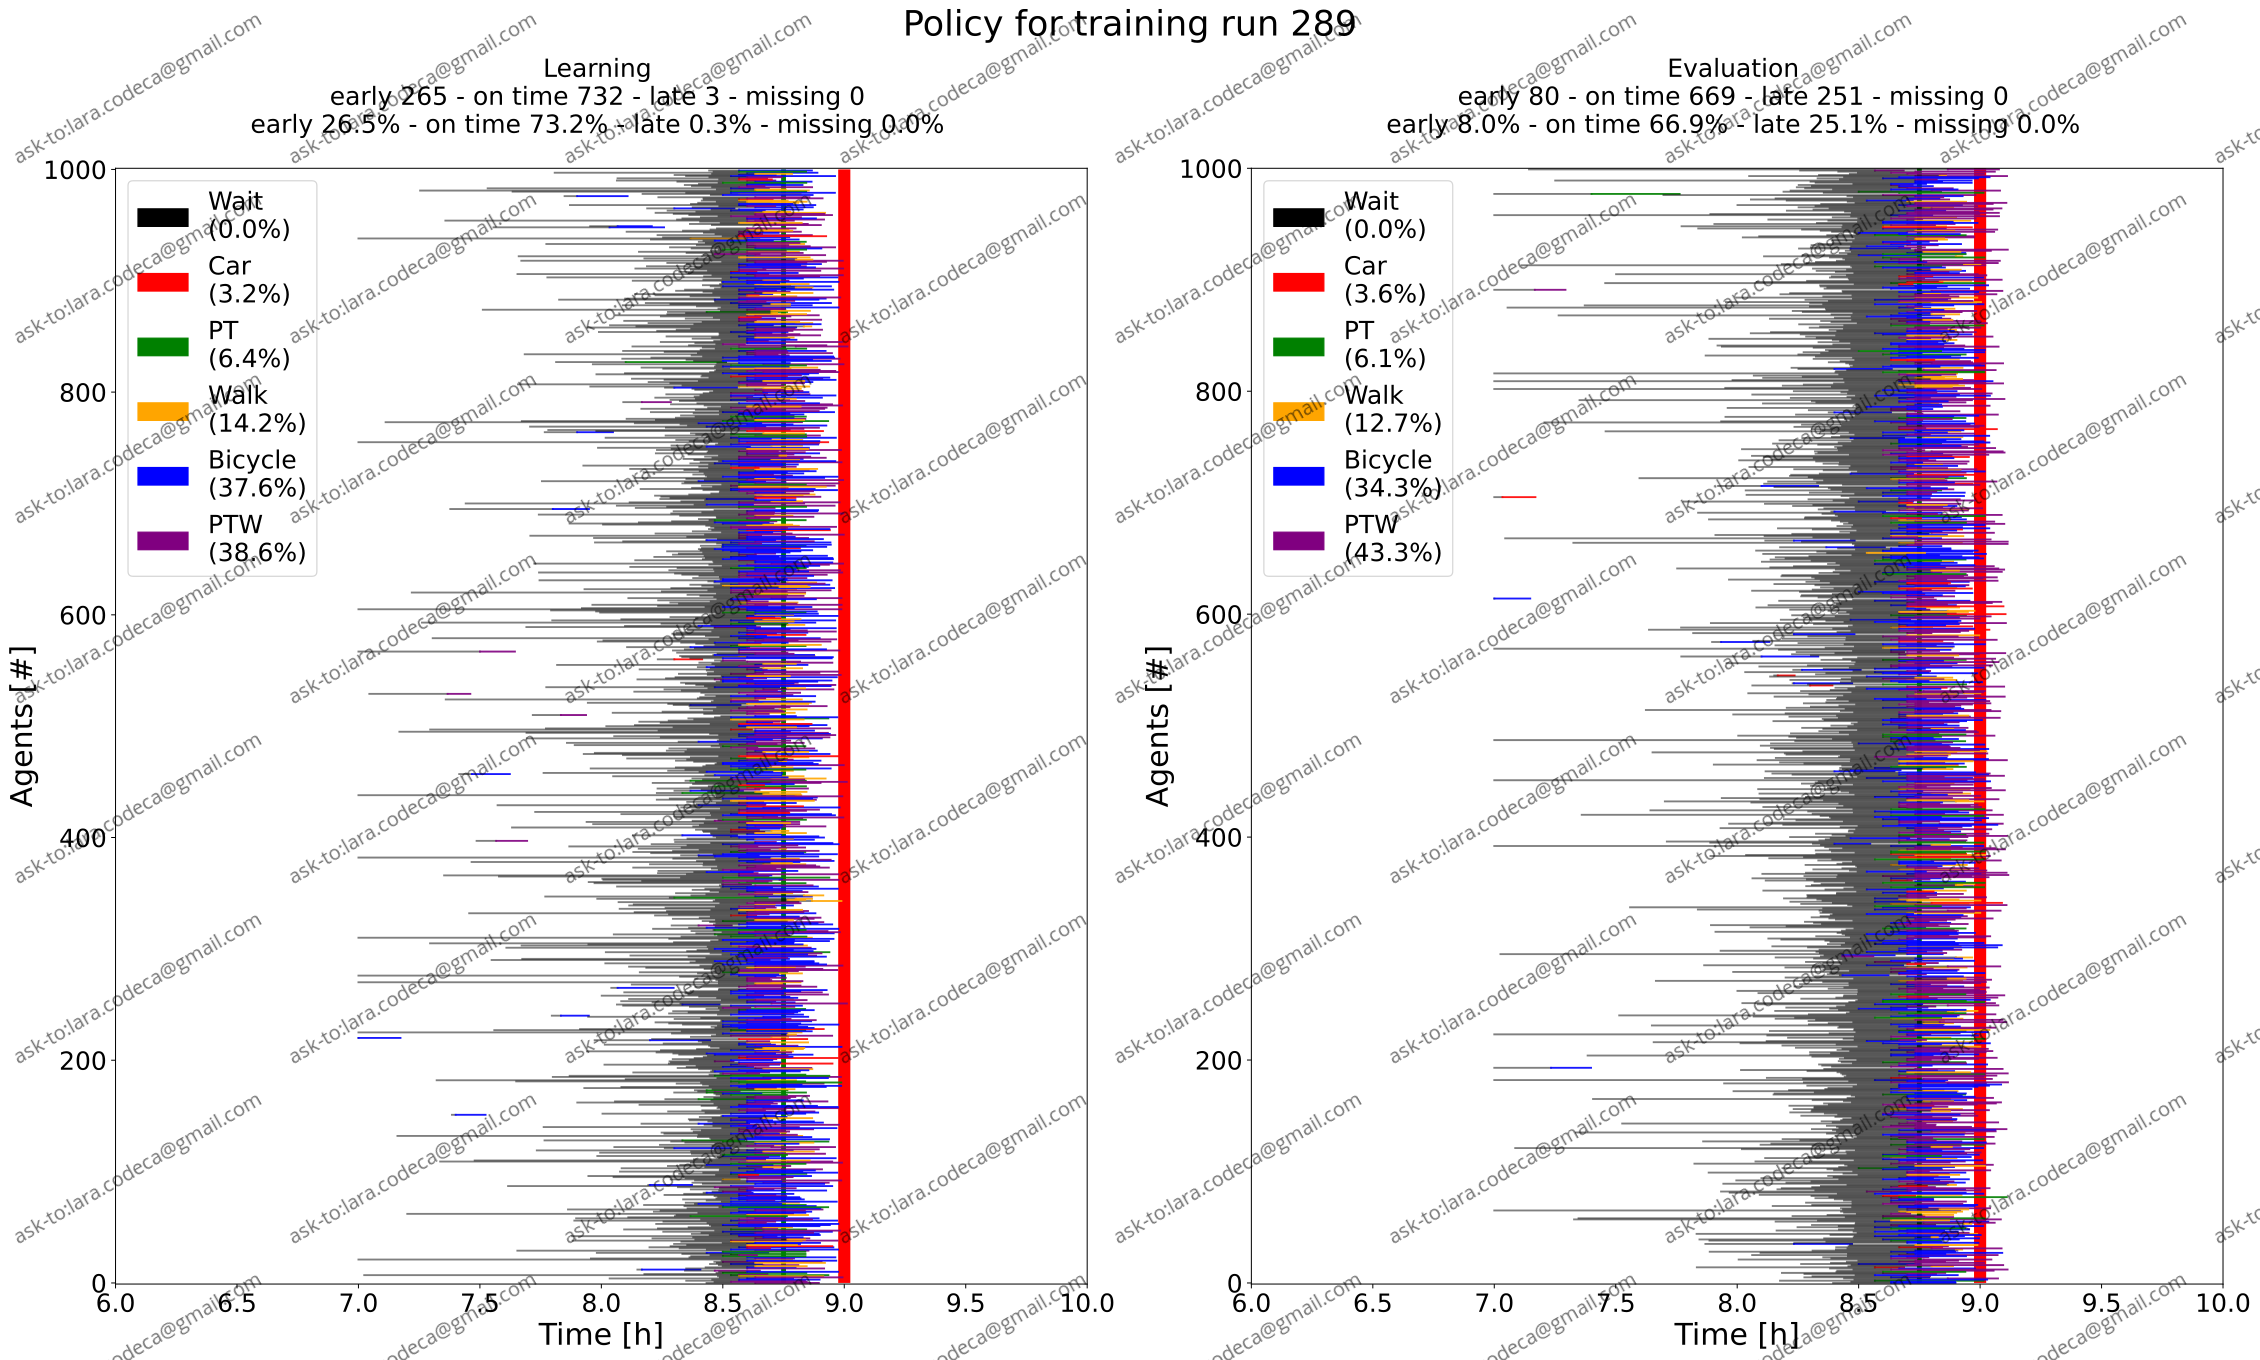 Policy for training run 289
Learning
early 265 - on time 732 - late 3 - missing 0
early 26.5% - on time 73.2% - late 0.3% - missing 0.0%
Wait
(0.0%)
Car
(3.2%)
PT
(6.4%)
Walk
(14.2%)
Bicycle
(37.6%)
PTW
(38.6%)
1000
800
600
400
200
0
Agents [#]
6.0 6.5 7.0 7.5 8.0 8.5 9.0 9.5 10.0
Time [h]
Evaluation
early 80 - on time 669 - late 251 - missing 0
early 8.0% - on time 66.9% - late 25.1% - missing 0.0%
Wait
(0.0%)
Car
(3.6%)
PT
(6.1%)
Walk
(12.7%)
Bicycle
(34.3%)
PTW
(43.3%)
1000
800
600
400
200
0
Agents [#]
6.0 6.5 7.0 7.5 8.0 8.5 9.0 9.5 10.0
Time [h]
ask-to:lara.codeca@gmail.com